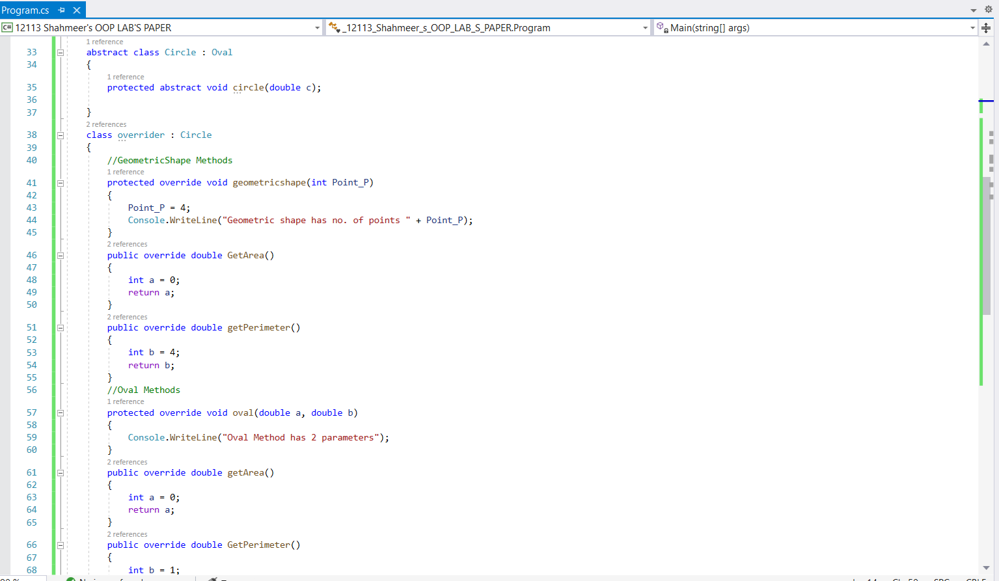 Program.cs
C# 12113 Shahmeer's OOP LAB'S PAPER
_12113_Shahmeer_s_OOP_LAB_S_PAPER.Program
Main(string[] args)
1 reference
33 abstract class Circle : Oval
34 {
1 reference
35 protected abstract void circle(double c);
36
37 }
2 references
38 class overrider : Circle
39 {
40 //GeometricShape Methods
1 reference
41 protected override void geometricshape(int Point_P)
42 {
43 Point_P = 4;
44 Console.WriteLine("Geometric shape has no. of points " + Point_P);
45 }
2 references
46 public override double GetArea()
47 {
48 int a = 0;
49 return a;
50 }
2 references
51 public override double getPerimeter()
52 {
53 int b = 4;
54 return b;
55 }
56 //Oval Methods
1 reference
57 protected override void oval(double a, double b)
58 {
59 Console.WriteLine("Oval Method has 2 parameters");
60 }
2 references
61 public override double getArea()
62 {
63 int a = 0;
64 return a;
65 }
2 references
66 public override double GetPerimeter()
67 {
68 int b = 1;